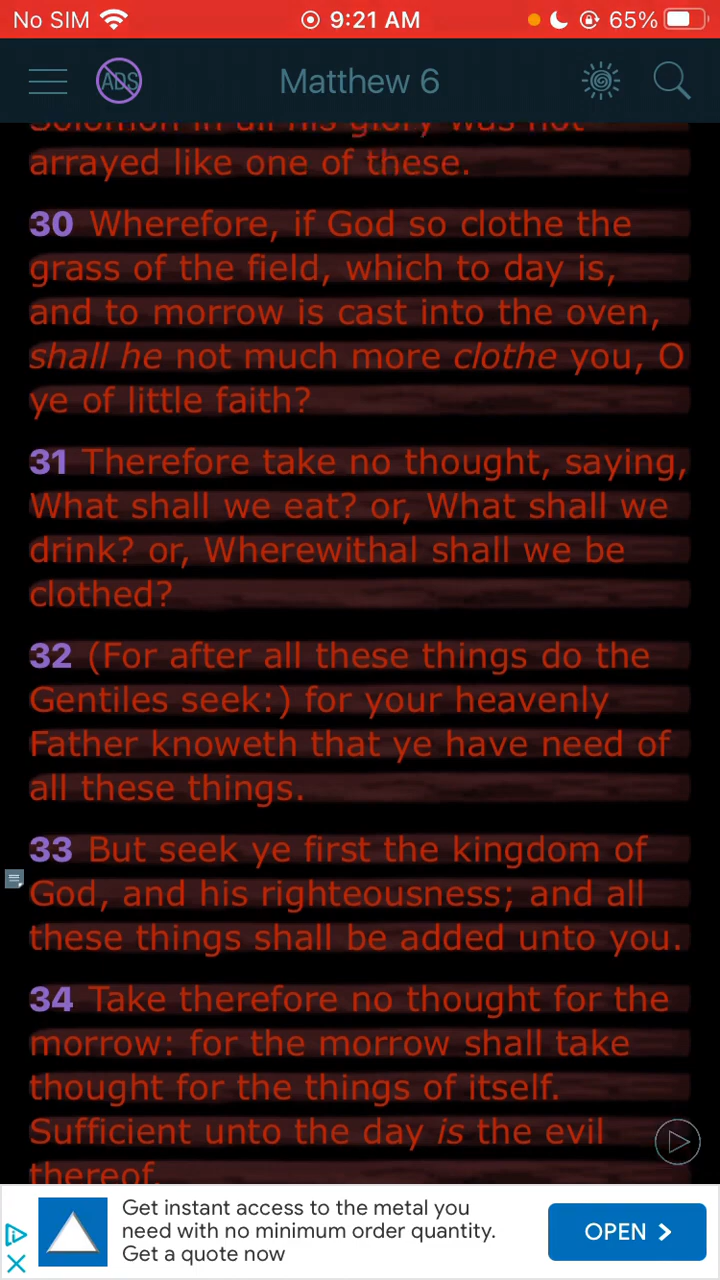 No SIM 9:21 AM 65%
ADS Matthew 6
Solomon in all his glory was not
arrayed like one of these.
30 Wherefore, if God so clothe the
grass of the field, which to day is,
and to morrow is cast into the oven,
shall he not much more clothe you, O
ye of little faith?
31 Therefore take no thought, saying,
What shall we eat? or, What shall we
drink? or, Wherewithal shall we be
clothed?
32 (For after all these things do the
Gentiles seek:) for your heavenly
Father knoweth that ye have need of
all these things.
33 But seek ye first the kingdom of
God, and his righteousness; and all
these things shall be added unto you.
34 Take therefore no thought for the
morrow: for the morrow shall take
thought for the things of itself.
Sufficient unto the day is the evil
thereof.
Get instant access to the metal you
need with no minimum order quantity.
Get a quote now
OPEN